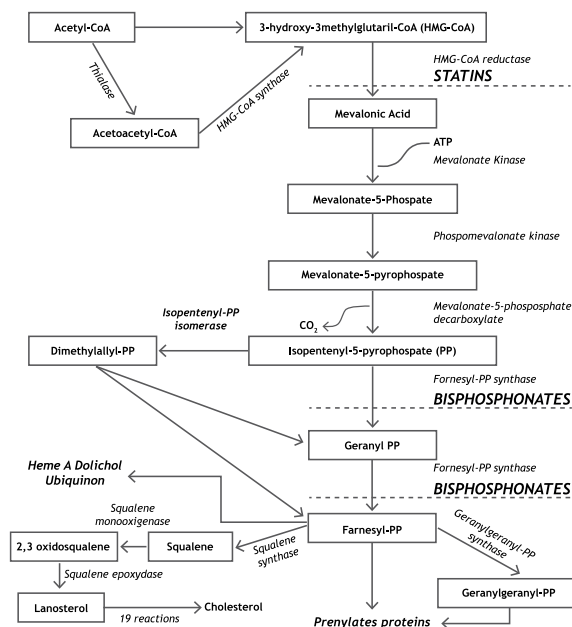 Acetyl-CoA
3-hydroxy-3methylglutaril-CoA (HMG-CoA)
Thialase
HMG-CoA synthase
HMG-CoA reductase
STATINS
Acetoacetyl-CoA
Mevalonic Acid
ATP
Mevalonate Kinase
Mevalonate-5-Phospate
Phospomevalonate kinase
Mevalonate-5-pyrophospate
Isopentenyl-PP
isomerase
CO2
Mevalonate-5-phosposphate
decarboxylate
Dimethylallyl-PP
Isopentenyl-5-pyrophospate (PP)
Fornesyl-PP synthase
BISPHOSPHONATES
Geranyl PP
Heme A Dolichol
Ubiquinon
Fornesyl-PP synthase
BISPHOSPHONATES
Squalene
monooxigenase
Farnesyl-PP
Geranylgeranyl-PP
synthase
2,3 oxidosqualene
Squalene
Squalene
synthase
Squalene epoxydase
Geranylgeranyl-PP
Lanosterol
19 reactions
Cholesterol
Prenylates proteins